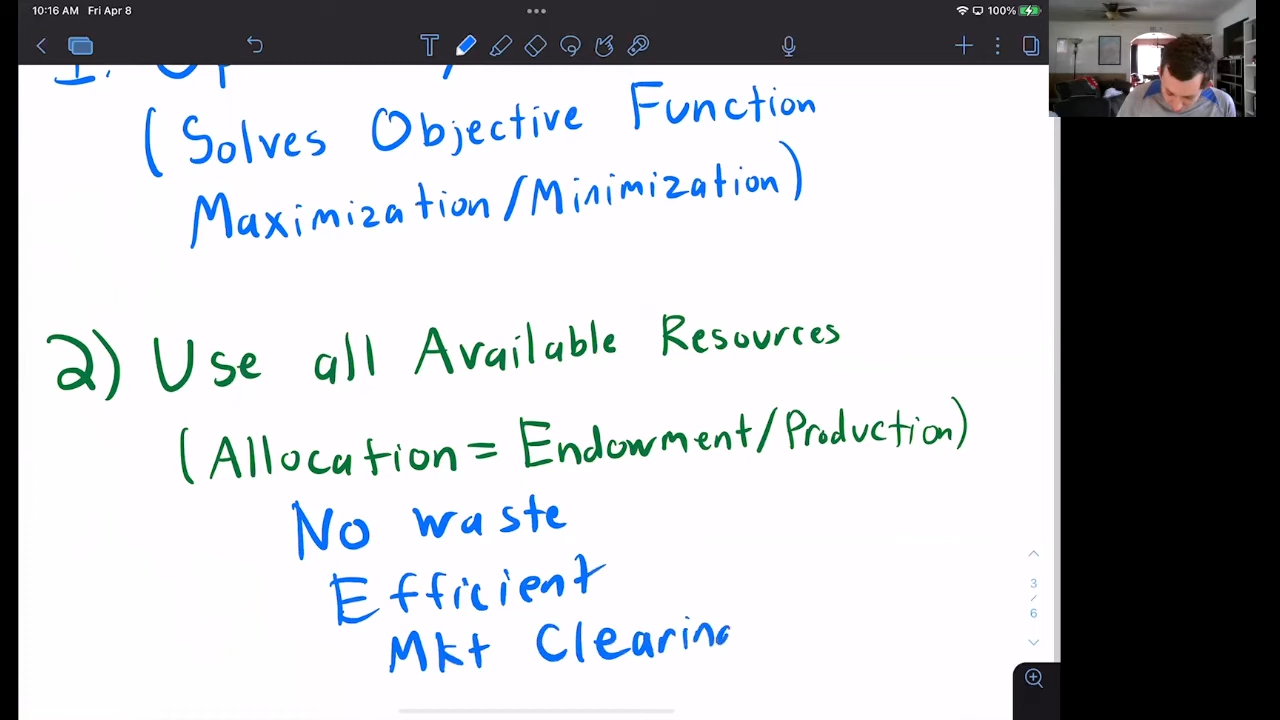 10:16 AM Fri Apr 8
100%
T
1.
(Solves Objective Function
Maximization/Minimization)
2) Use all Available Resources
(Allocation = Endowment/Production)
No waste
Efficient
Mkt Clearing
3
/
6